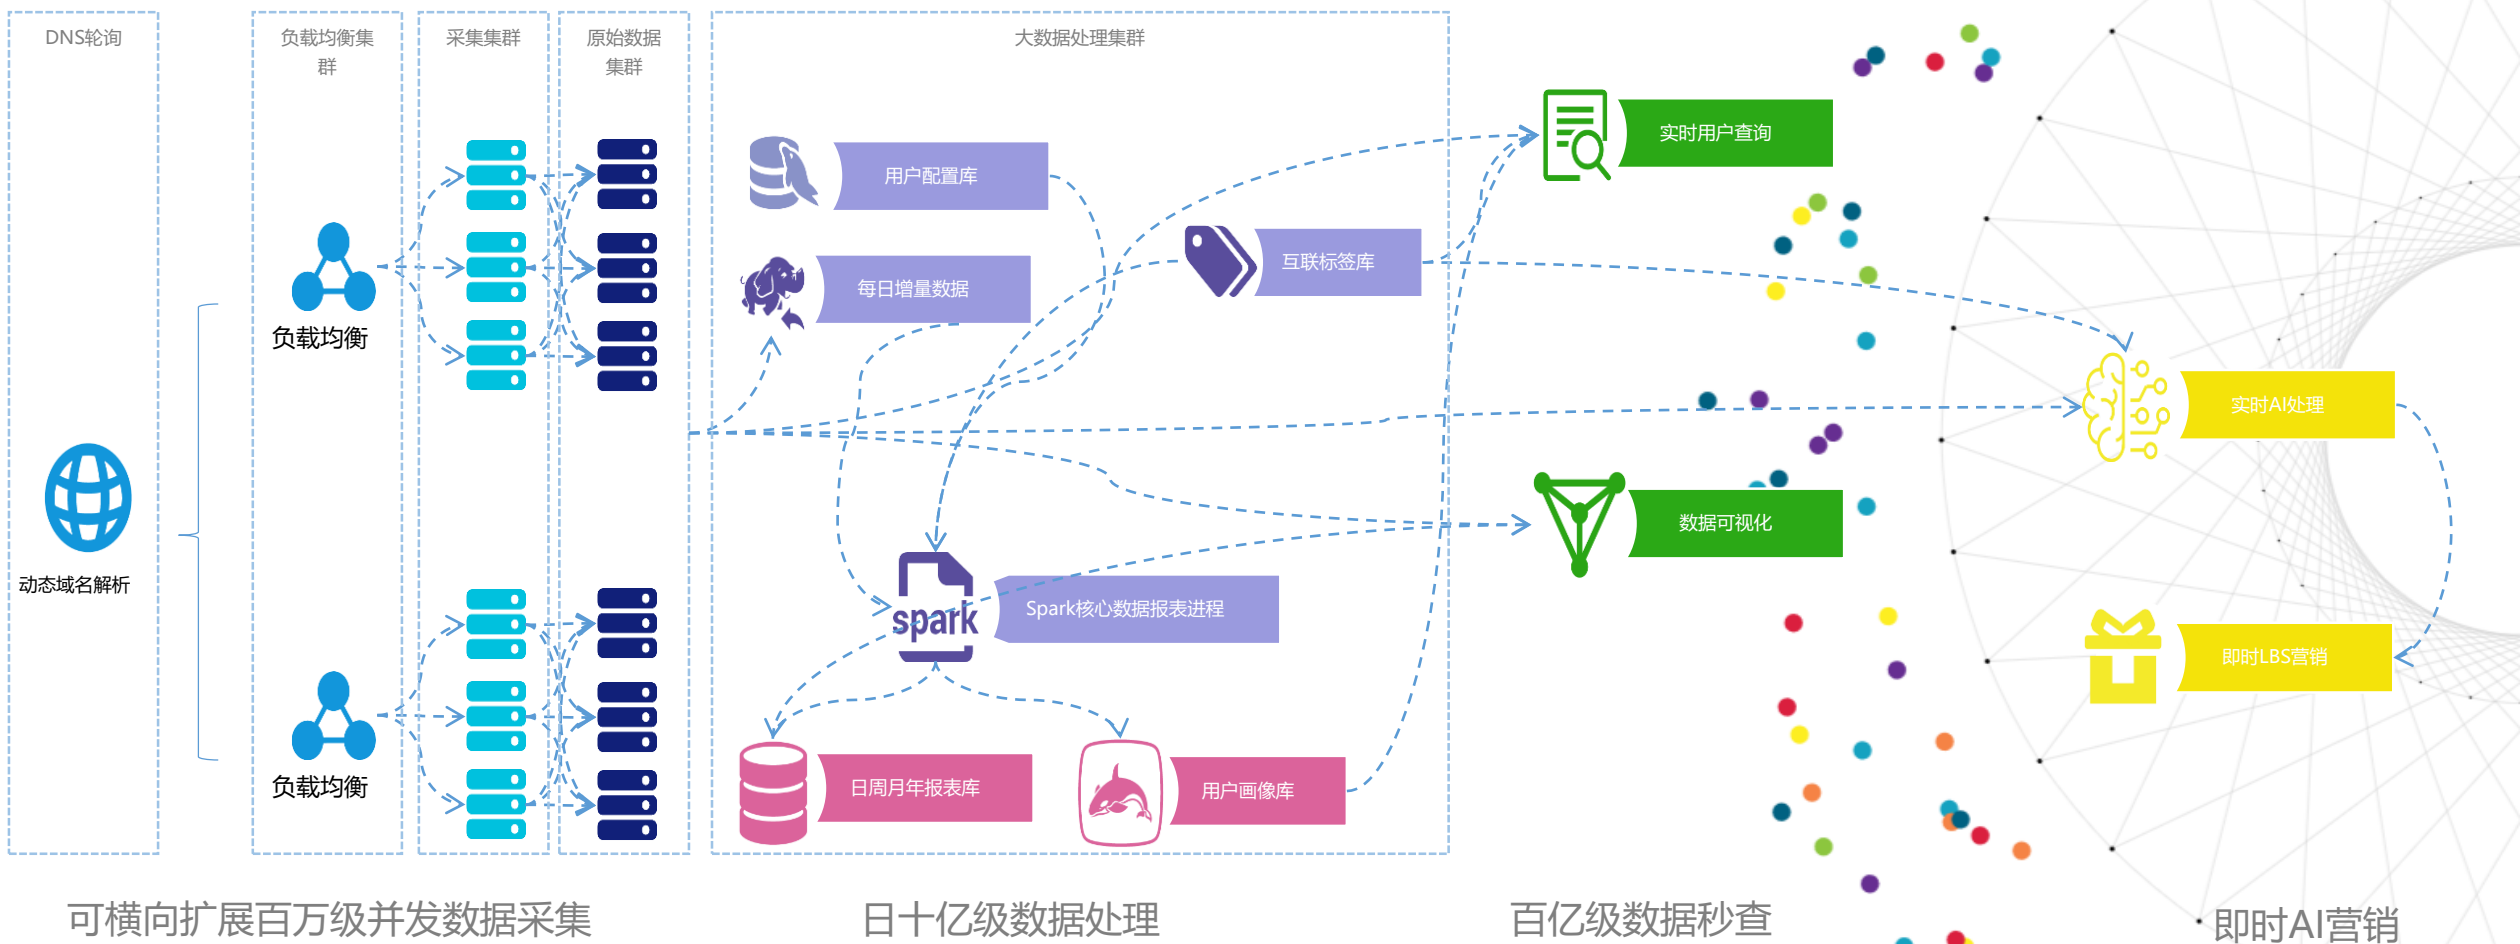 DNS轮询
负载均衡集
群
采集集群
原始数据
集群
大数据处理集群
用户配置库
每日增量数据
互联标签库
实时用户查询
负载均衡
实时AI处理
数据可视化
动态域名解析
spark
Spark核心数据报表进程
即时LBS营销
负载均衡
日周月年报表库
用户画像库
可横向扩展百万级并发数据采集
日十亿级数据处理
百亿级数据秒查
即时AI营销